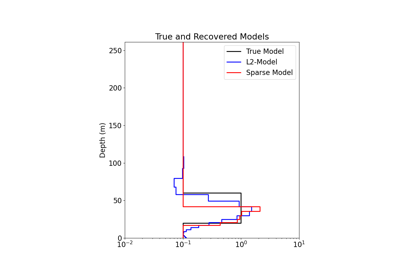 True and Recovered Models
True Model
L2-Model
Sparse Model
Depth (m)
250
200
150
100
50
0
10⁻²
10⁻¹
10⁰
10¹